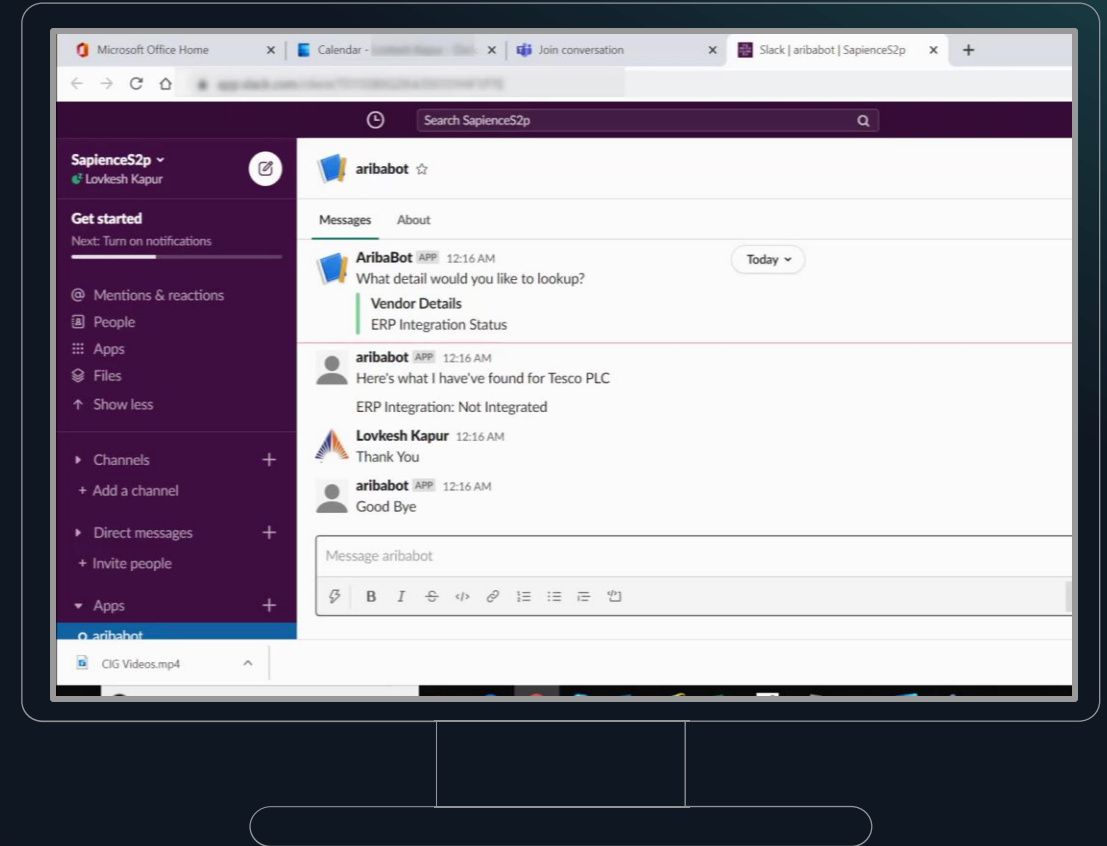 Microsoft Office Home
Calendar -
Join conversation
Slack | aribabot | SapienceS2p
Search SapienceS2p
SapienceS2p
Lovkesh Kapur
Get started
Next: Turn on notifications
Mentions & reactions
People
Apps
Files
Show less
Channels
+ Add a channel
Direct messages
+ Invite people
Apps
aribabot
aribabot
Messages About
AribaBot APP 12:16 AM
Today
What detail would you like to lookup?
Vendor Details
ERP Integration Status
aribabot APP 12:16 AM
Here's what I have've found for Tesco PLC
ERP Integration: Not Integrated
Lovkesh Kapur 12:16 AM
Thank You
aribabot APP 12:16 AM
Good Bye
Message aribabot
B I
CIG Videos.mp4